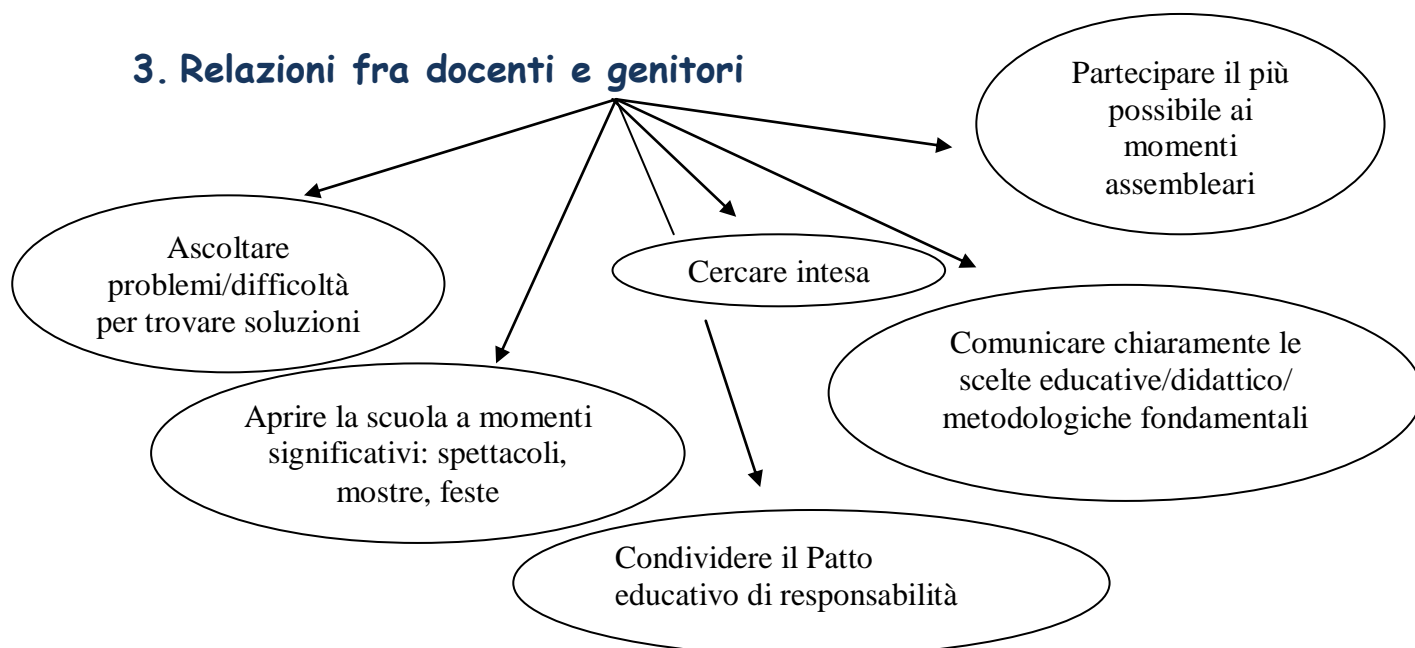 3. Relazioni fra docenti e genitori
Partecipare il più
possibile ai
momenti
assembleari
Ascoltare
problemi/difficoltà
per trovare soluzioni
Cercare intesa
Comunicare chiaramente le
scelte educative/didattico/
metodologiche fondamentali
Aprire la scuola a momenti
significativi: spettacoli,
mostre, feste
Condividere il Patto
educativo di responsabilità